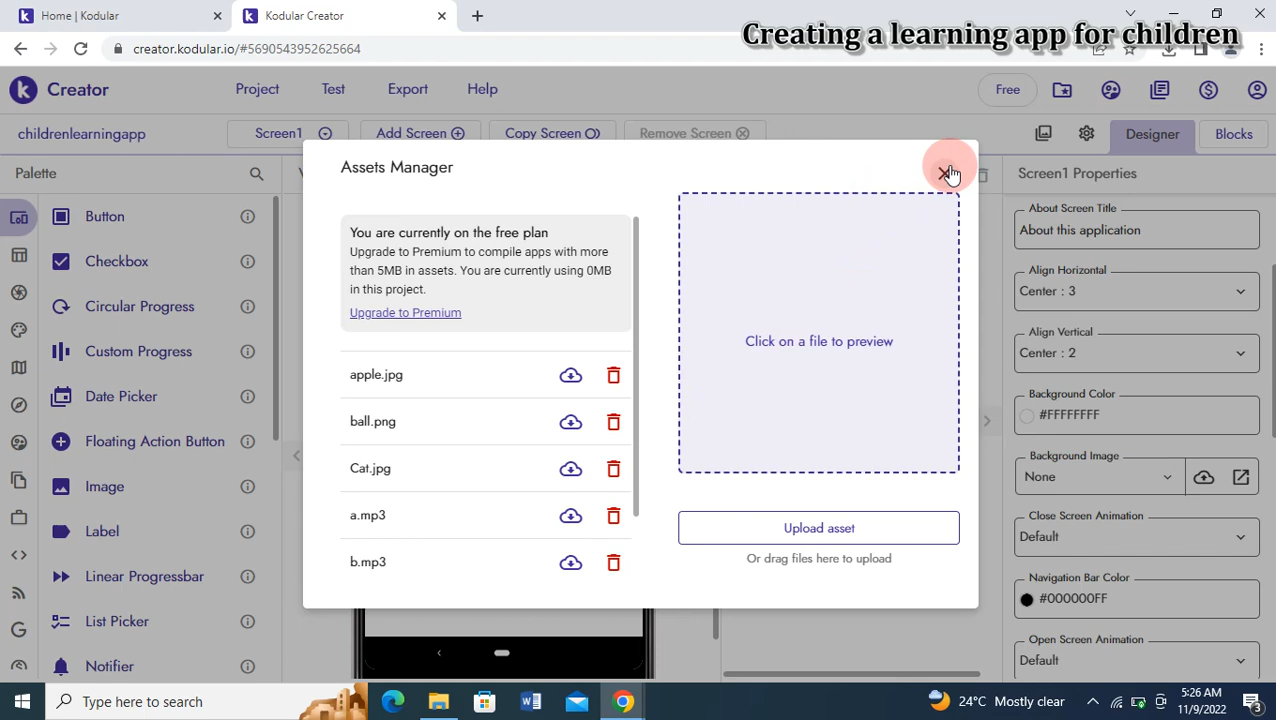 Home | Kodular
Kodular Creator
creator.kodular.io/#5690543952625664
Creating a learning app for children
Creator
Project
Test
Export
Help
Free
childrenlearningapp
Screen1
Add Screen
Copy Screen
Remove Screen
Designer
Blocks
Palette
Assets Manager
Screen1 Properties
Button
Checkbox
Circular Progress
Custom Progress
Date Picker
Floating Action Button
Image
Label
Linear Progressbar
List Picker
Notifier
You are currently on the free plan
Upgrade to Premium to compile apps with more
than 5MB in assets. You are currently using 0MB
in this project.
Upgrade to Premium
apple.jpg
ball.png
Cat.jpg
a.mp3
b.mp3
Click on a file to preview
Upload asset
Or drag files here to upload
About Screen Title
About this application
Align Horizontal
Center : 3
Align Vertical
Center : 2
Background Color
#FFFFFFFF
Background Image
None
Close Screen Animation
Default
Navigation Bar Color
#000000FF
Open Screen Animation
Default
Type here to search
24°C Mostly clear
5:26 AM
11/9/2022
3